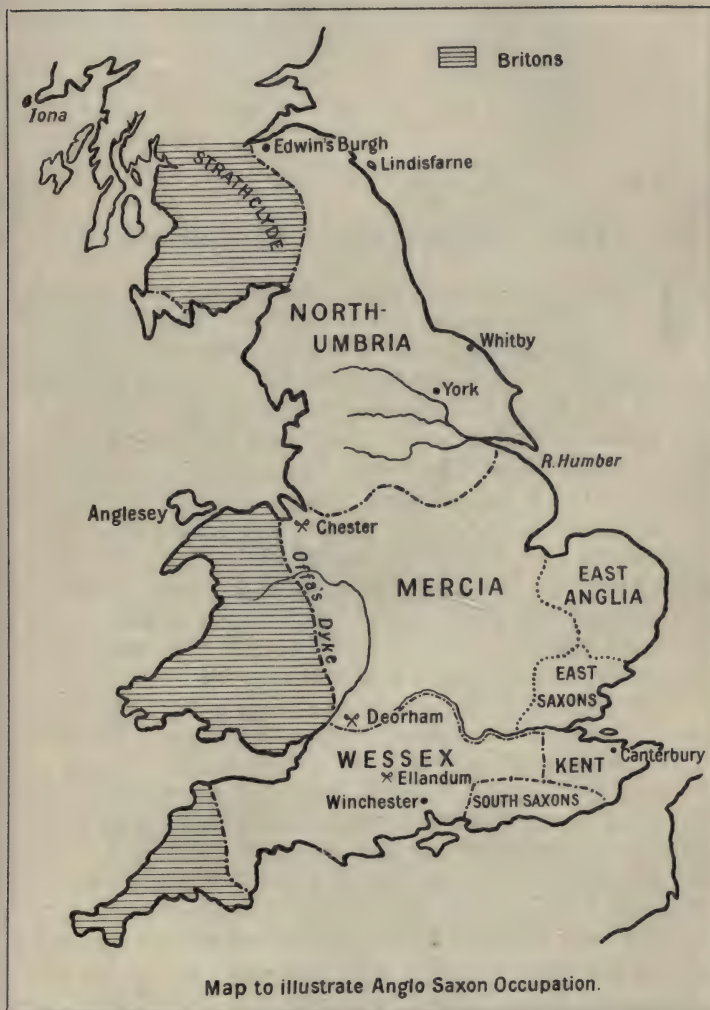 Britons
Iona
Edwin's Burgh
Lindisfarne
STRATHCLYDE
NORTH-
UMBRIA
Whitby
York
R. Humber
Anglesey
Chester
Offa's Dyke
MERCIA
EAST
ANGLIA
EAST
SAXONS
Deorham
WESSEX
KENT
Canterbury
Ellandum
Winchester
SOUTH SAXONS
Map to illustrate Anglo Saxon Occupation.